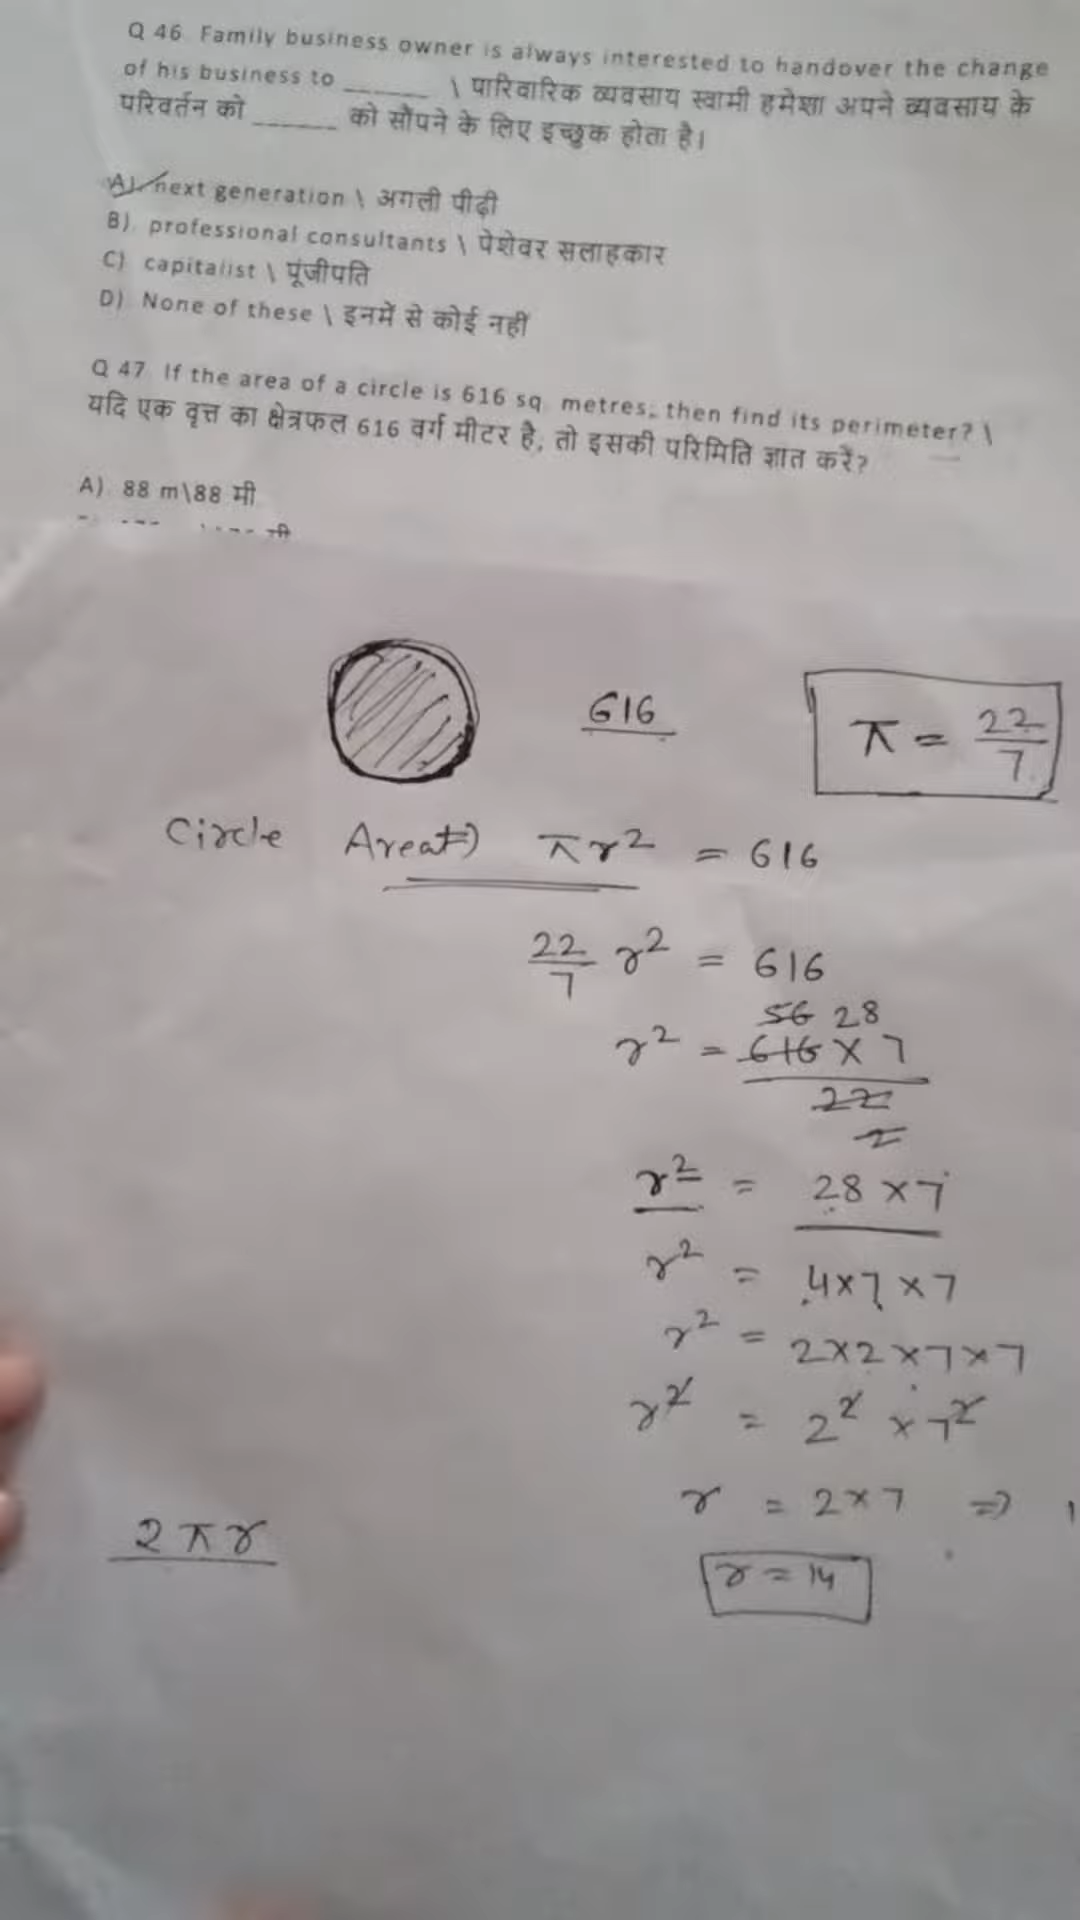 Q 46. Family business owner is always interested to handover the change
of his business to ______ \ पारिवारिक व्यवसाय स्वामी हमेशा अपने व्यवसाय के
परिवर्तन को ______ को सौंपने के लिए इच्छुक होता है।
A). next generation \ अगली पीढ़ी
B). professional consultants \ पेशेवर सलाहकार
C). capitalist \ पूंजीपति
D). None of these \ इनमें से कोई नहीं
Q 47. If the area of a circle is 616 sq. metres, then find its perimeter? \
यदि एक वृत्त का क्षेत्रफल 616 वर्ग मीटर है, तो इसकी परिमिति ज्ञात करें?
A). 88 m\88 मी
616
π = 22/7
Circle Area ⇒ πr² = 616
22/7 r² = 616
56 28
r² = 616 × 7
22
2
r² = 28 × 7
r² = 4×7×7
r² = 2×2×7×7
r² = 2² × 7²
r = 2×7 ⇒ 1
2πr
r = 14